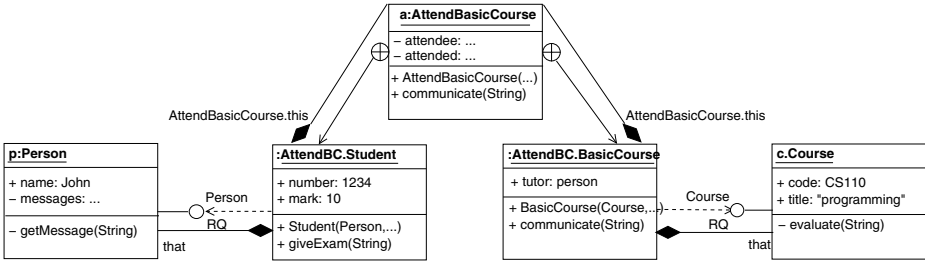 a:AttendBasicCourse
– attendee: ...
– attended: ...
+ AttendBasicCourse(...)
+ communicate(String)
AttendBasicCourse.this
AttendBasicCourse.this
p:Person
+ name: John
– messages: ...
– getMessage(String)
Person
RQ
that
:AttendBC.Student
+ number: 1234
+ mark: 10
+ Student(Person,...)
+ giveExam(String)
:AttendBC.BasicCourse
+ tutor: person
+ BasicCourse(Course,...)
+ communicate(String)
Course
RQ
that
c.Course
+ code: CS110
+ title: "programming"
– evaluate(String)